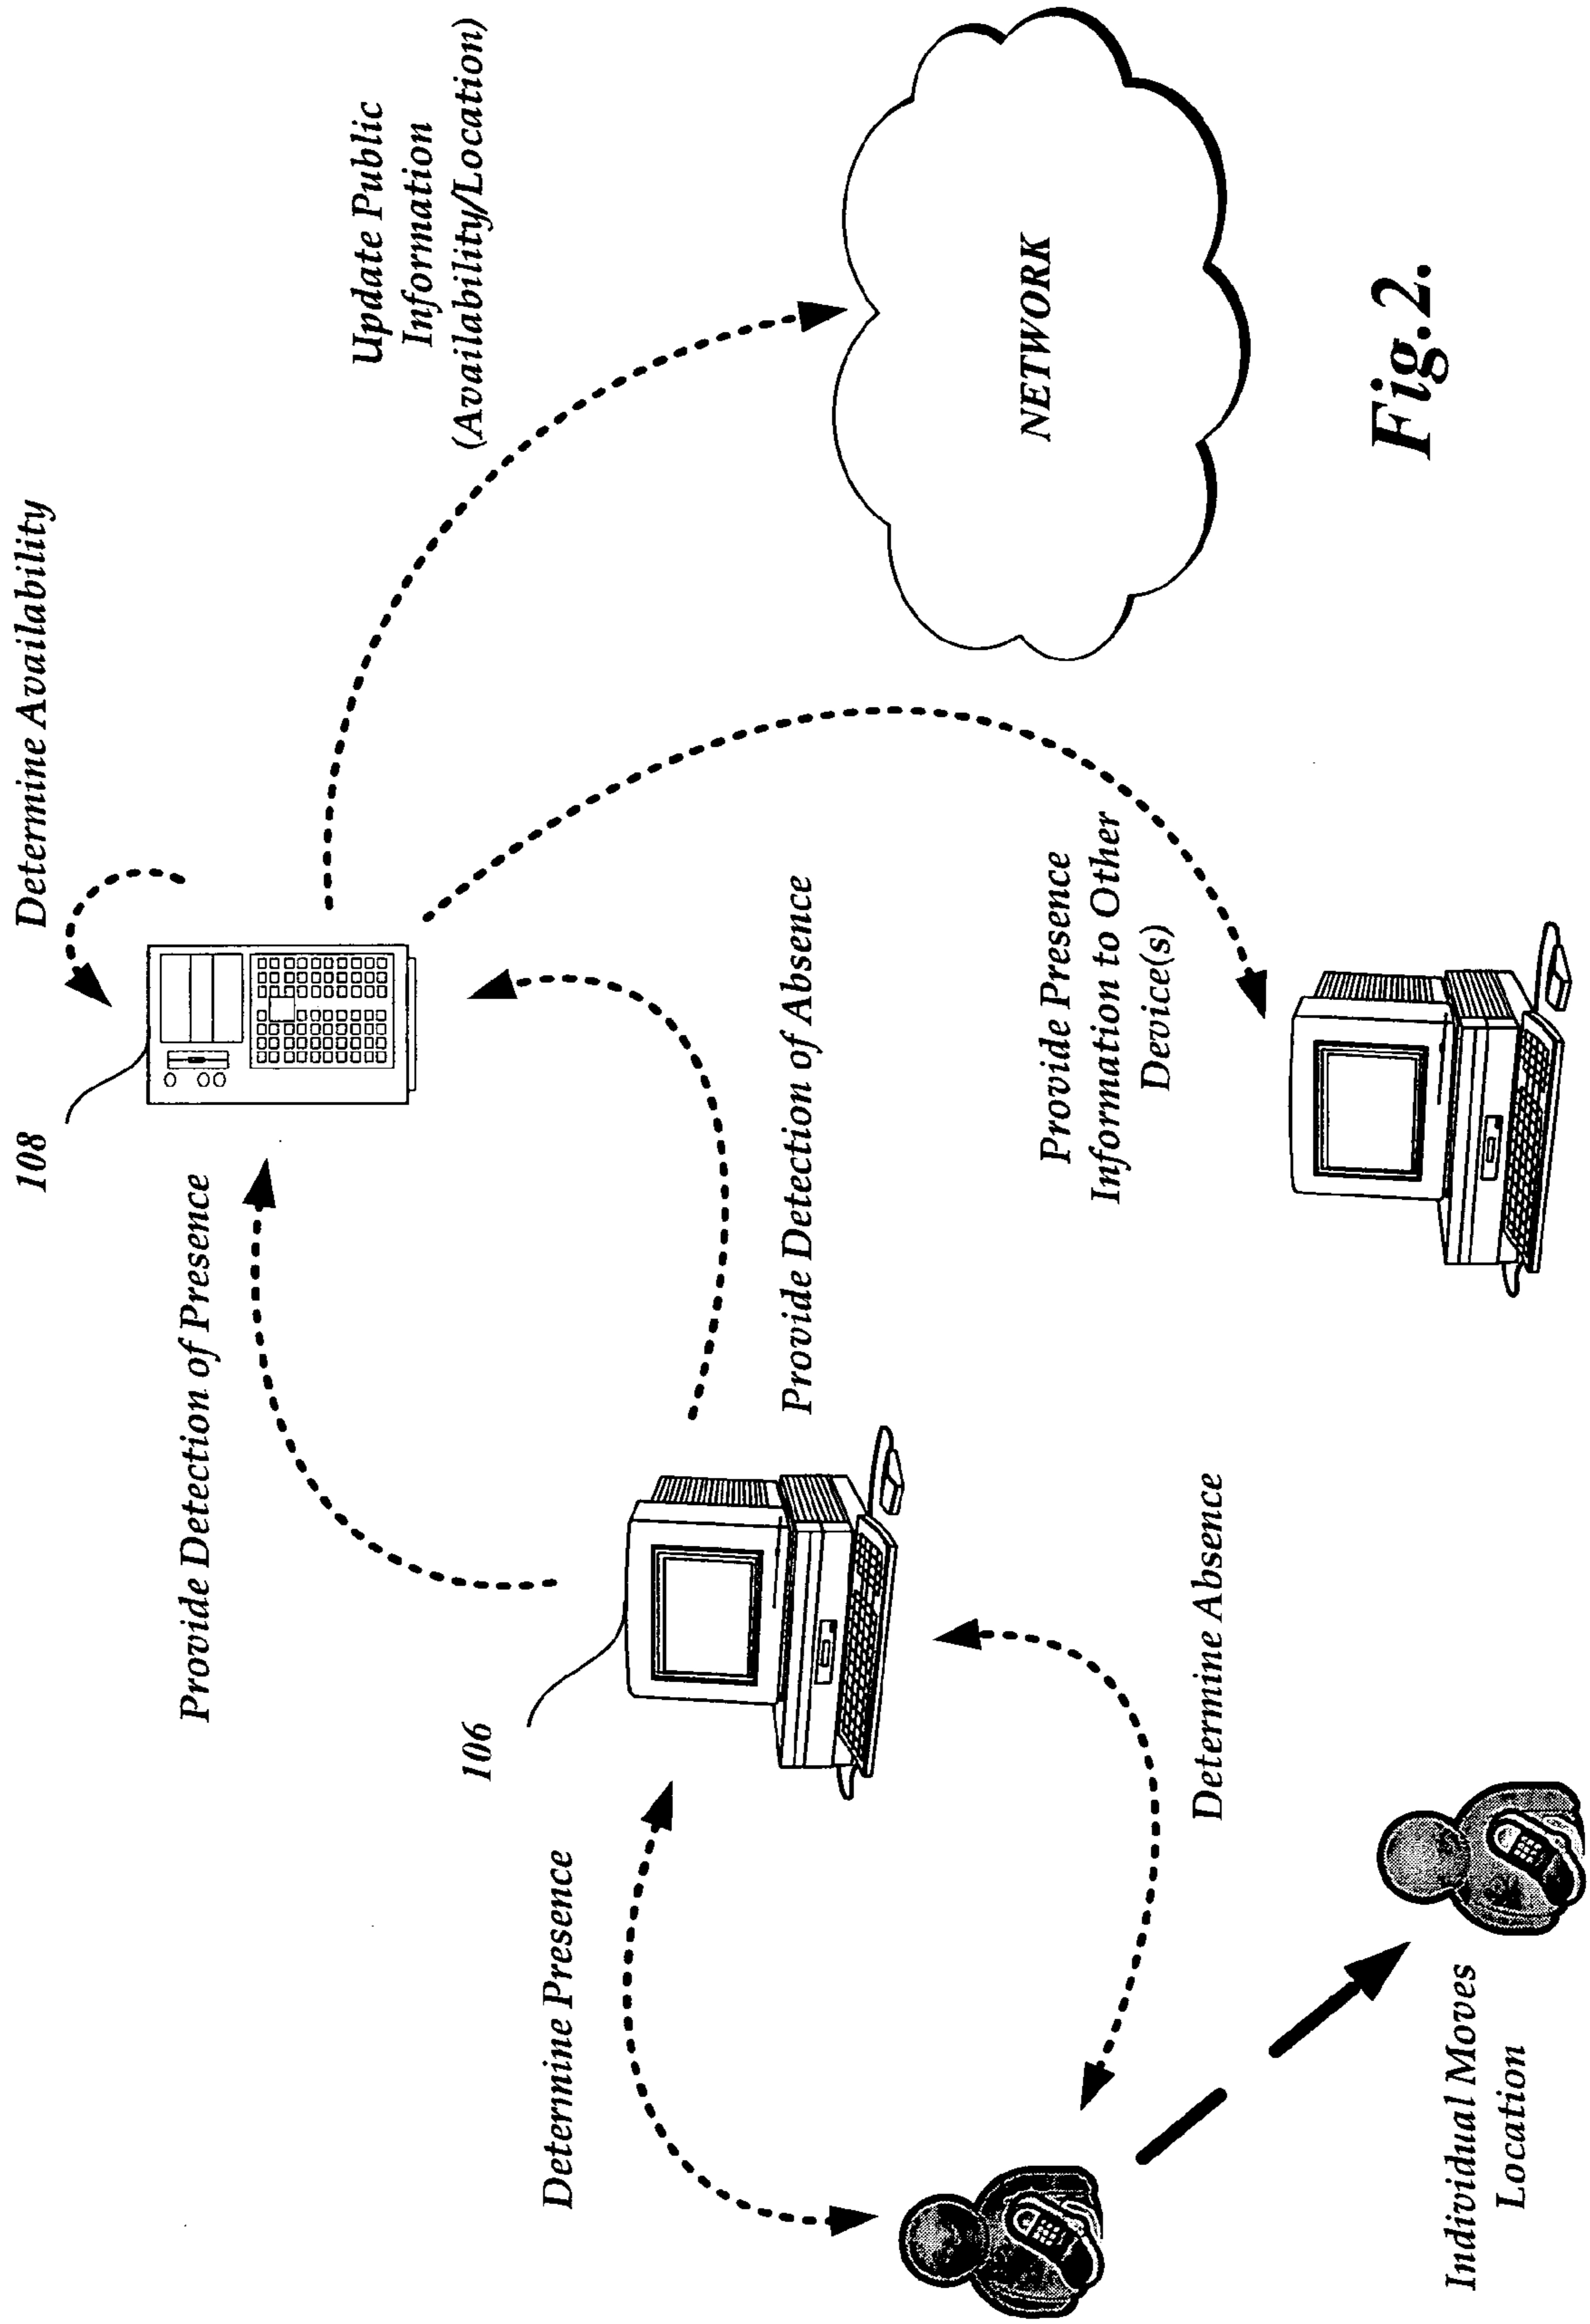 Determine Availability
108
Update Public
Information
(Availability/Location)
Provide Detection of Presence
Provide Detection of Absence
106
Determine Presence
NETWORK
Provide Presence
Information to Other
Device(s)
Determine Absence
Individual Moves
Location
Fig.2.